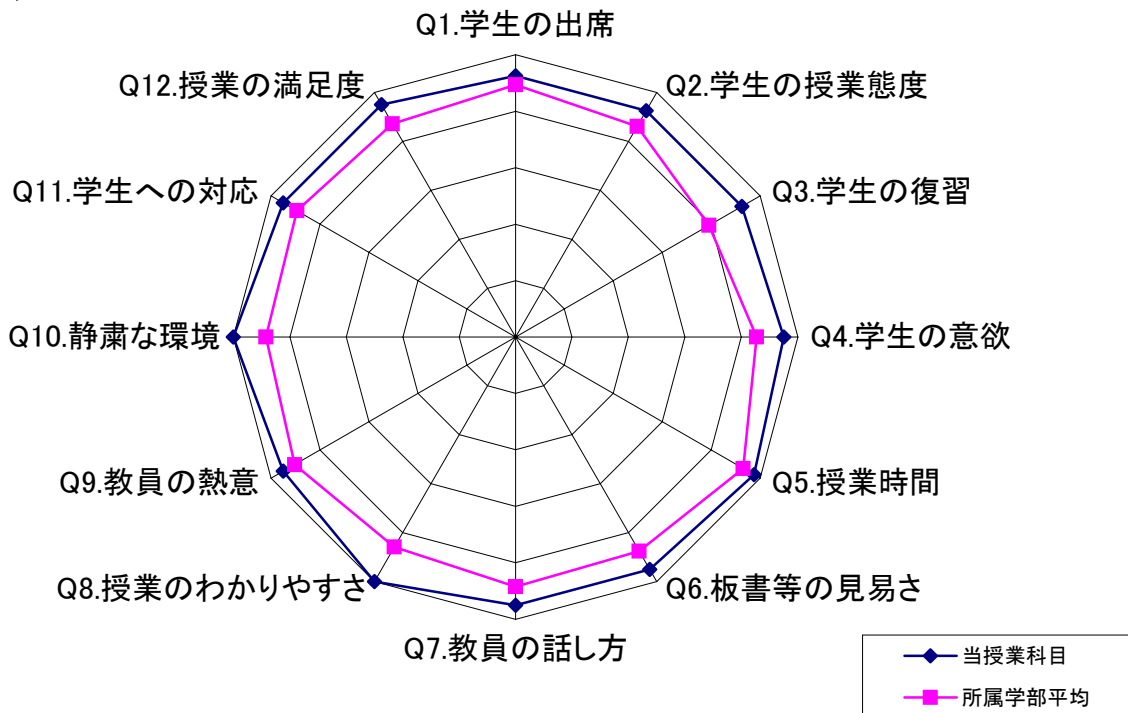 Q1.学生の出席
Q12.授業の満足度
Q2.学生の授業態度
Q11.学生への対応
Q3.学生の復習
Q10.静粛な環境
Q4.学生の意欲
Q9.教員の熱意
Q5.授業時間
Q8.授業のわかりやすさ
Q6.板書等の見易さ
Q7.教員の話し方
当授業科目
所属学部平均